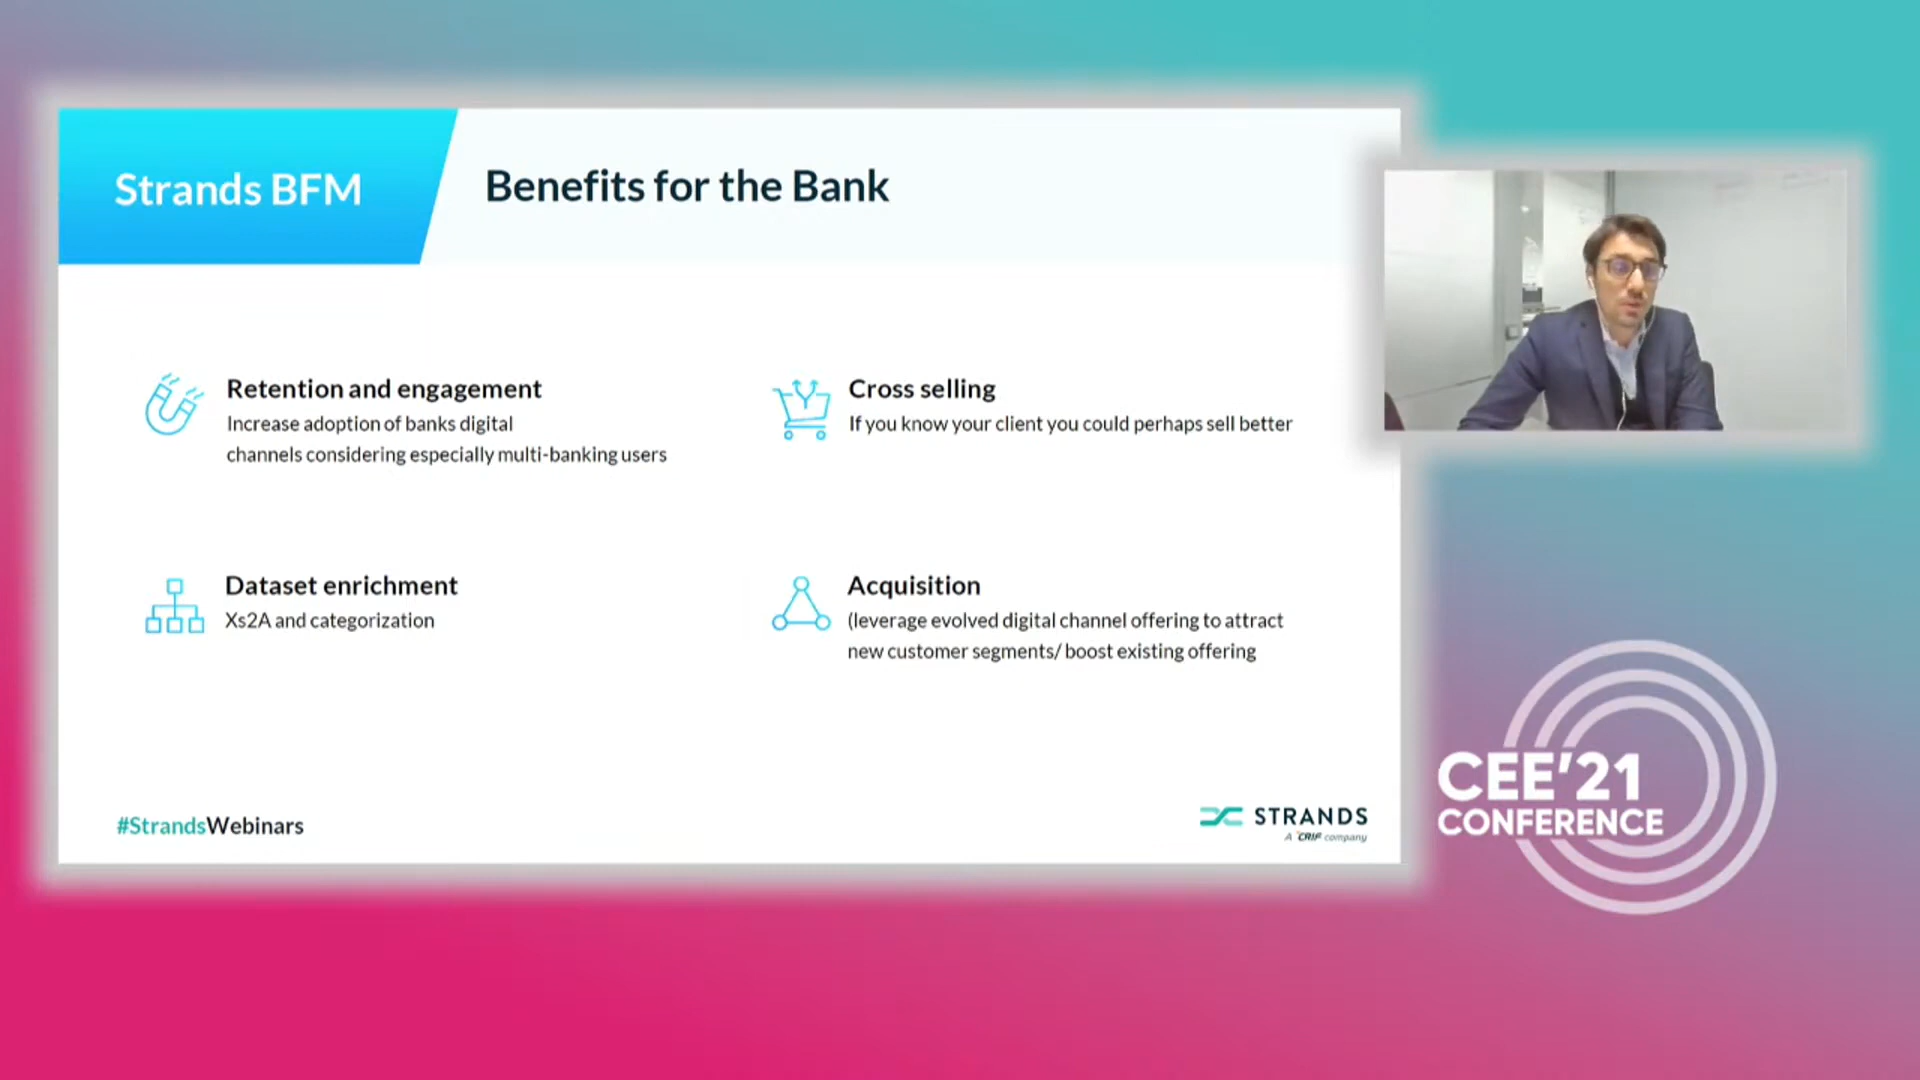 Strands BFM
Benefits for the Bank
Retention and engagement
Increase adoption of banks digital
channels considering especially multi-banking users
Cross selling
If you know your client you could perhaps sell better
Dataset enrichment
Xs2A and categorization
Acquisition
(leverage evolved digital channel offering to attract
new customer segments/ boost existing offering
#StrandsWebinars
STRANDS
A CRIF company
CEE'21
CONFERENCE